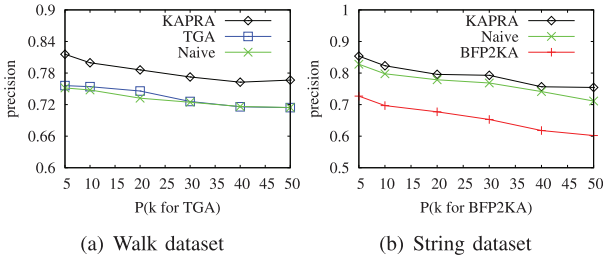 precision
0.9
0.84
0.78
0.72
0.66
0.6
KAPRA
TGA
Naive
5 10 15 20 25 30 35 40 45 50
P(k for TGA)
(a) Walk dataset
precision
1
0.9
0.8
0.7
0.6
0.5
KAPRA
Naive
BFP2KA
5 10 15 20 25 30 35 40 45 50
P(k for BFP2KA)
(b) String dataset